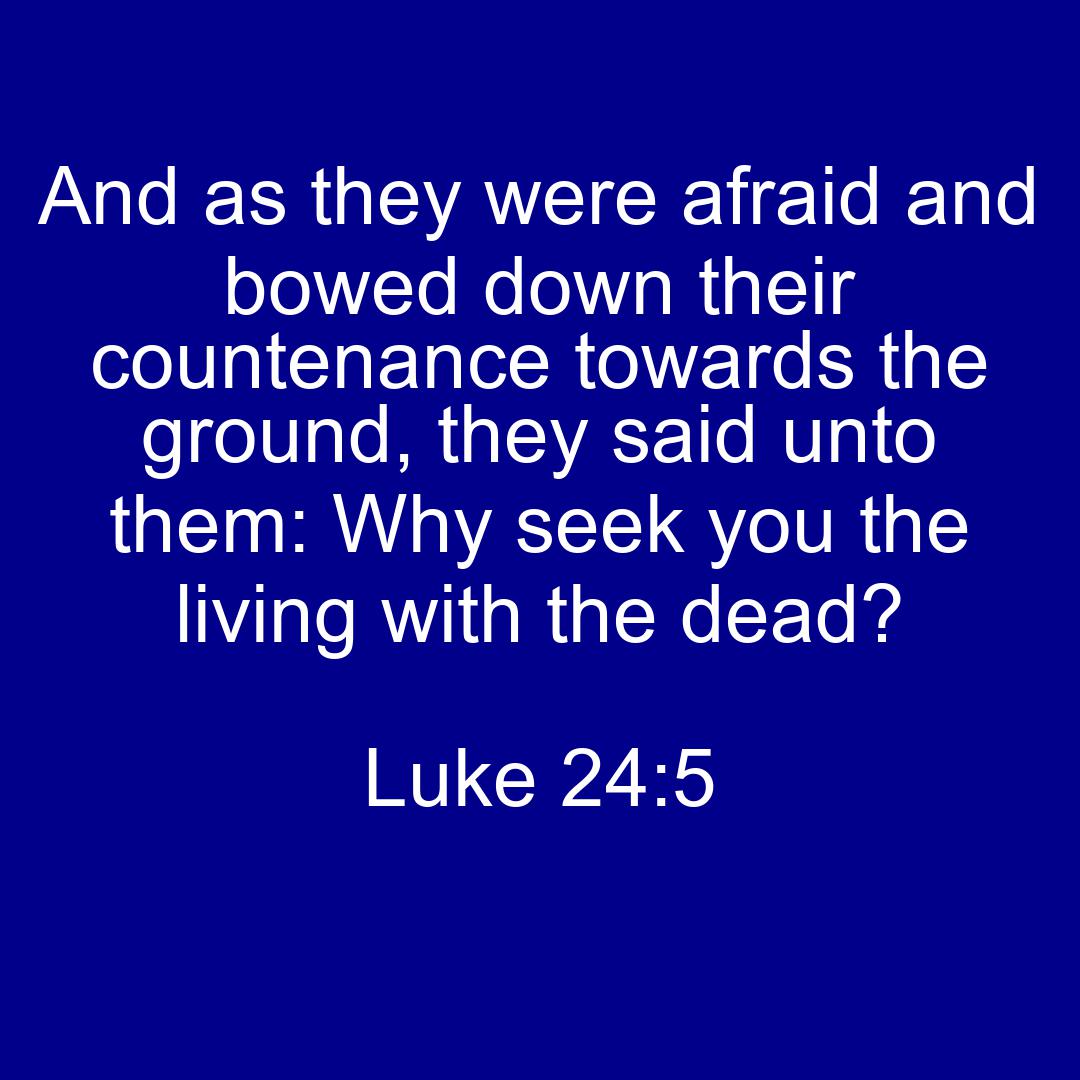 And as they were afraid and
bowed down their
countenance towards the
ground, they said unto
them: Why seek you the
living with the dead?
Luke 24:5